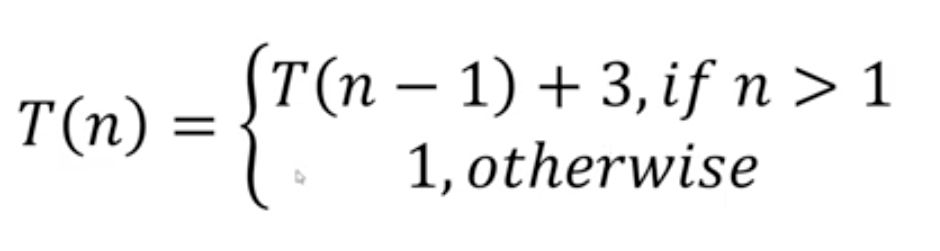 T(n) = {T(n − 1) + 3, if n > 1
1, otherwise